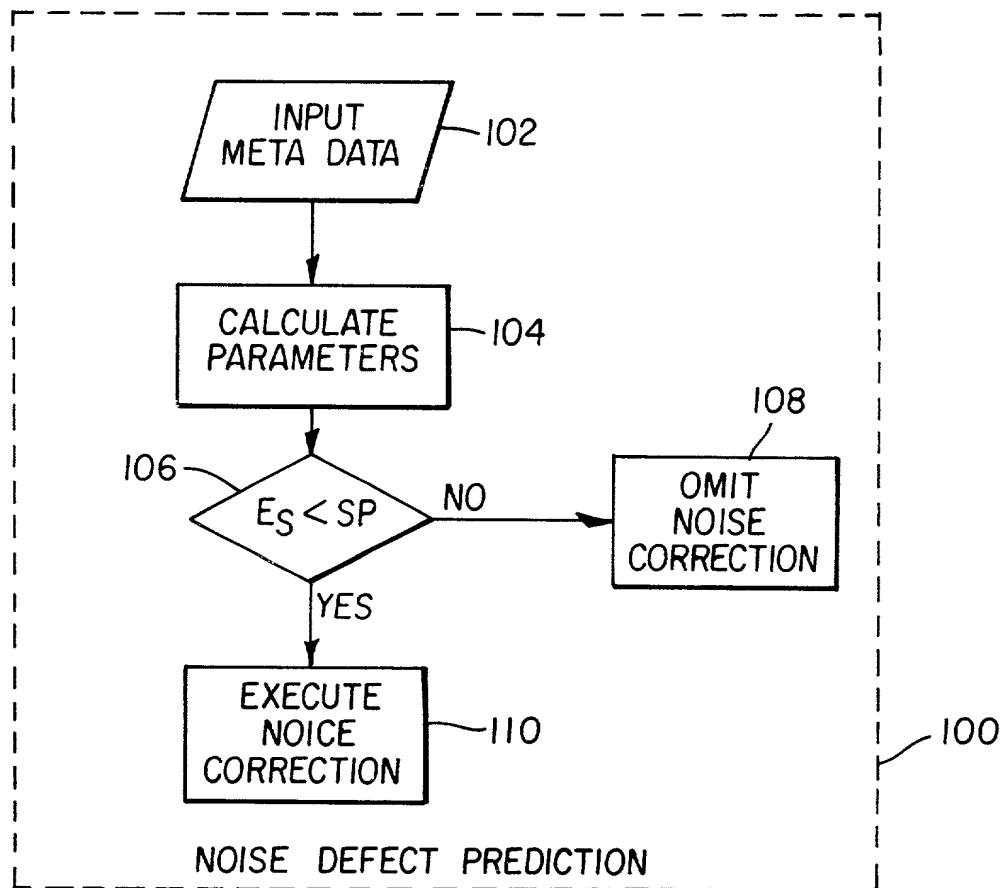 INPUT
META DATA
102
CALCULATE
PARAMETERS
104
106
E_S < SP
NO
108
OMIT
NOISE
CORRECTION
YES
EXECUTE
NOICE
CORRECTION
110
100
NOISE DEFECT PREDICTION